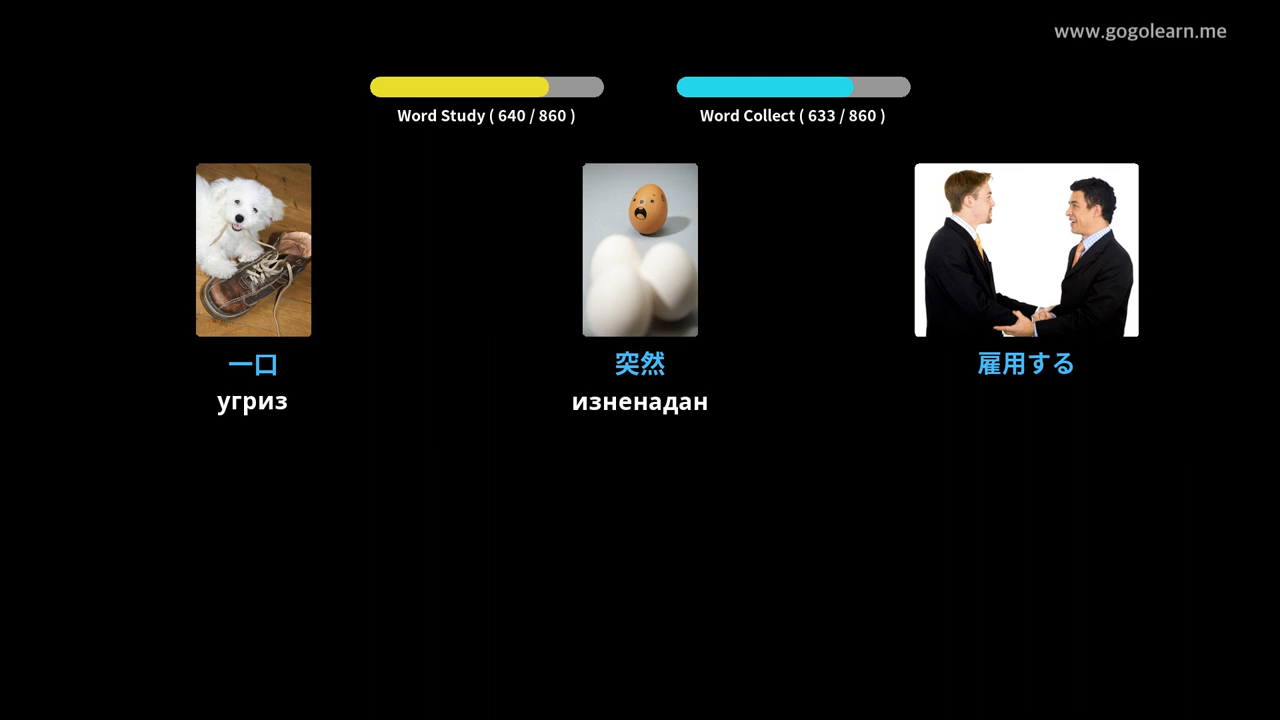 www.gogolearn.me
Word Study ( 640 / 860 )
Word Collect ( 633 / 860 )
一口
突然
雇用する
угриз
изненадан